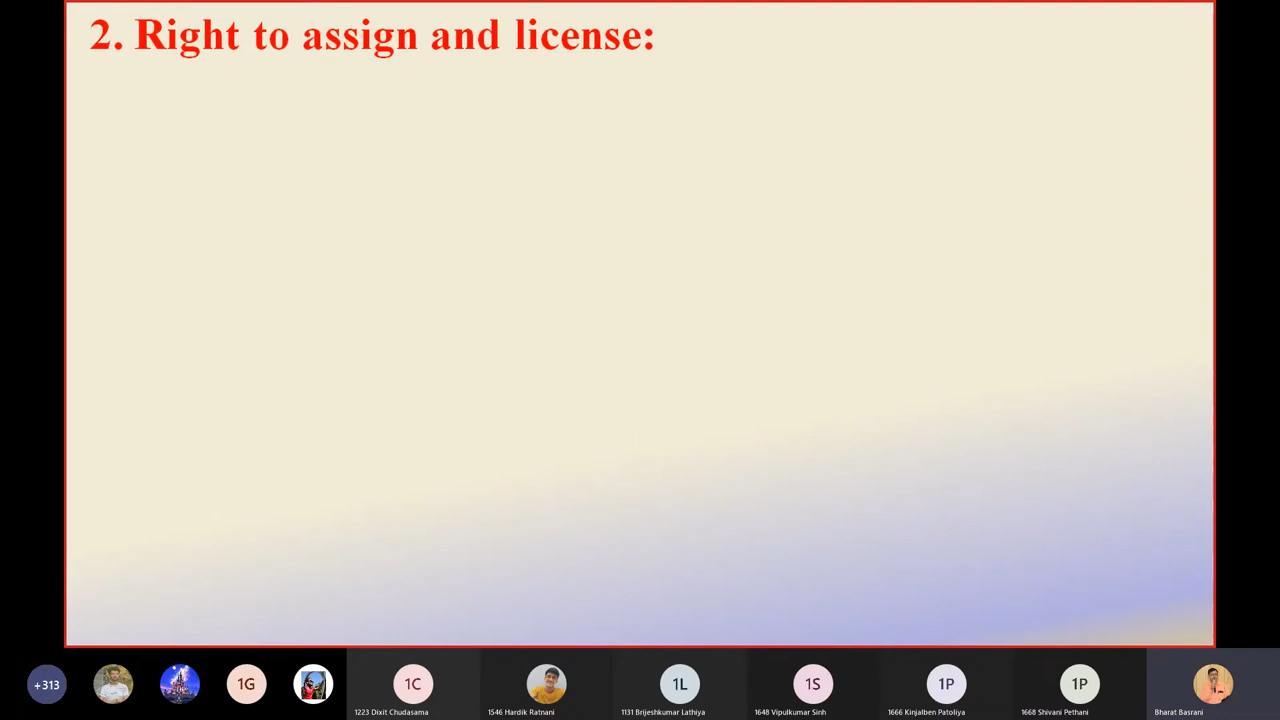 2. Right to assign and license:
+313
1G
1C
1L
1S
1P
1P
1223 Dixit Chudasama
1546 Hardik Ratnani
1131 Brijeshkumar Lathiya
1648 Vipulkumar Sinh
1666 Kinjalben Patoliya
1668 Shivani Pethani
Bharat Basrani